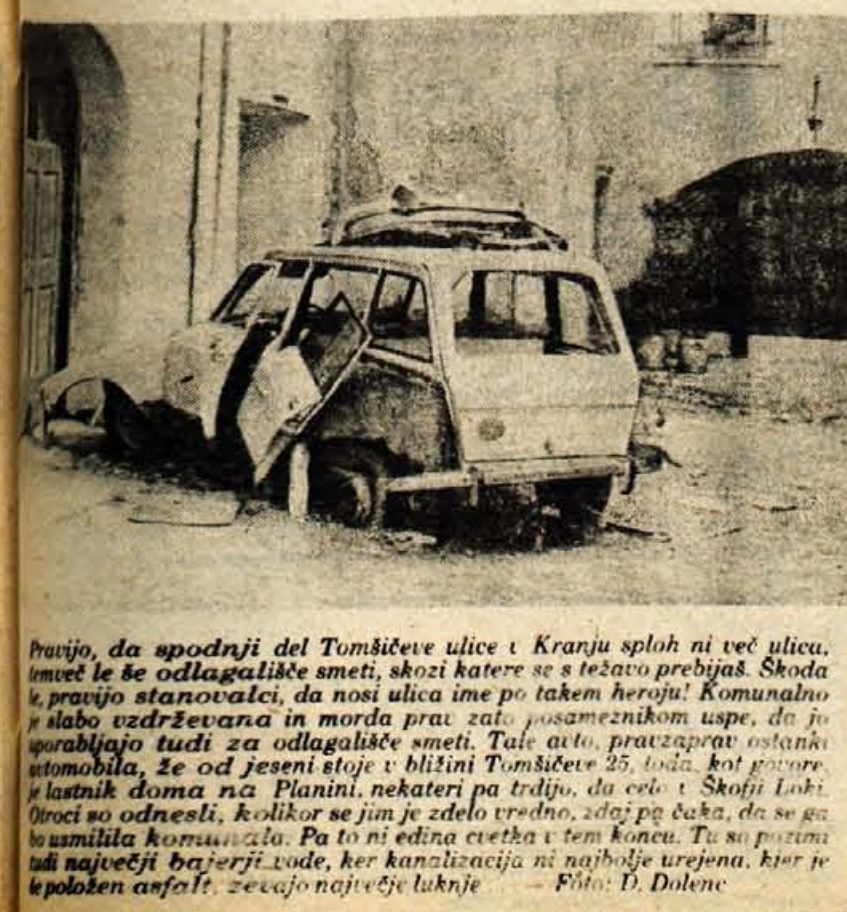 Pravijo, da spodnji del Tomšičeve ulice v Kranju sploh ni več ulica,
temveč le še odlagališče smeti, skozi katere se s težavo prebijaš. Škoda
le, pravijo stanovalci, da nosi ulica ime po takem heroju! Komunalno
je slabo vzdrževana in morda prav zato posameznikom uspe, da jo
uporabljajo tudi za odlagališče smeti. Tale avto, pravzaprav ostanki
avtomobila, že od jeseni stoje v bližini Tomšičeve 25, toda, kot govore,
je lastnik doma na Planini, nekateri pa trdijo, da celo v Škofji Loki.
Otroci so odnesli, kolikor se jim je zdelo vredno, zdaj pa čaka, da se ga
bo usmilila komunala. Pa to ni edina cvetka v tem koncu. Tu so pozimi
tudi največji bajerji vode, ker kanalizacija ni najbolje urejena, kjer je
le položen asfalt, zevajo največje luknje – Foto: D. Dolenc